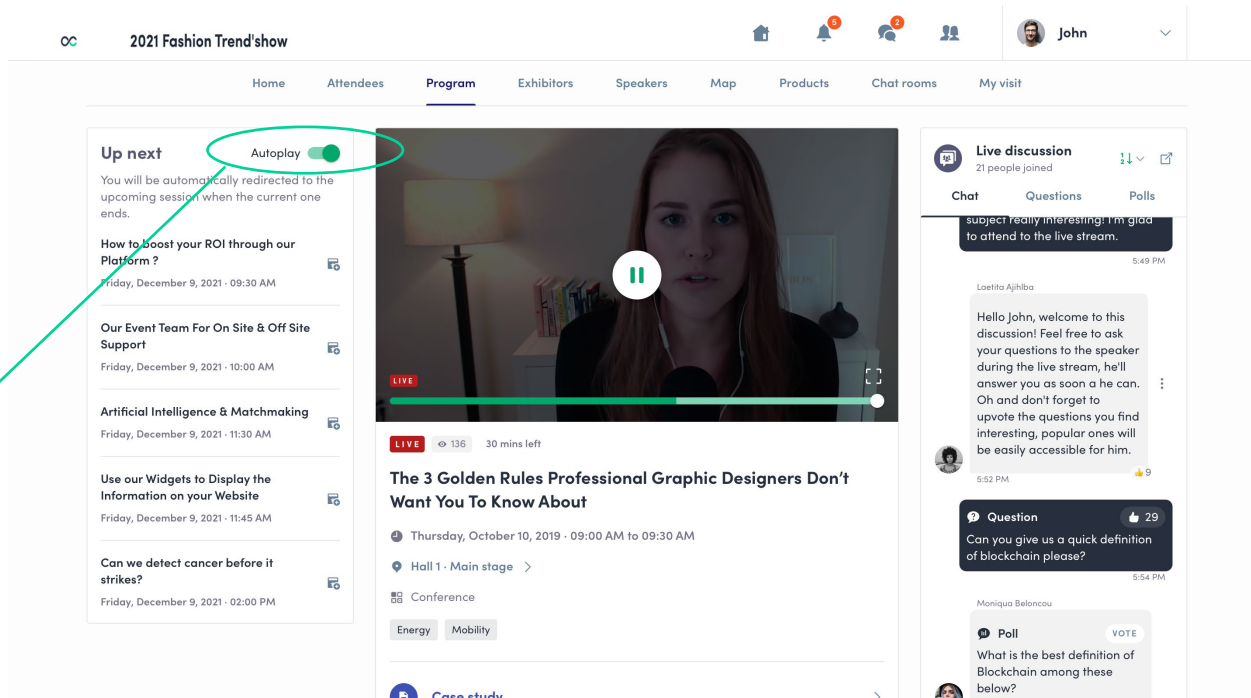 2021 Fashion Trend'show
5
2
John
Home
Attendees
Program
Exhibitors
Speakers
Map
Products
Chat rooms
My visit
Up next
Autoplay
You will be automatically redirected to the
upcoming session when the current one
ends.
How to boost your ROI through our
Platform ?
Friday, December 9, 2021 · 09:30 AM
Our Event Team For On Site & Off Site
Support
Friday, December 9, 2021 · 10:00 AM
Artificial Intelligence & Matchmaking
Friday, December 9, 2021 · 11:30 AM
Use our Widgets to Display the
Information on your Website
Friday, December 9, 2021 · 11:45 AM
Can we detect cancer before it
strikes?
Friday, December 9, 2021 · 02:00 PM
LIVE
LIVE
136
30 mins left
The 3 Golden Rules Professional Graphic Designers Don't
Want You To Know About
Thursday, October 10, 2019 · 09:00 AM to 09:30 AM
Hall 1 · Main stage
Conference
Energy
Mobility
Case study
Live discussion
21 people joined
Chat
Questions
Polls
subject really interesting! I'm glad
to attend to the live stream.
5:49 PM
Laetita Ajihlba
Hello John, welcome to this
discussion! Feel free to ask
your questions to the speaker
during the live stream, he'll
answer you as soon a he can.
Oh and don't forget to
upvote the questions you find
interesting, popular ones will
be easily accessible for him.
9
5:52 PM
Question
29
Can you give us a quick definition
of blockchain please?
5:54 PM
Moniqua Beloncou
Poll
VOTE
What is the best definition of
Blockchain among these
below?